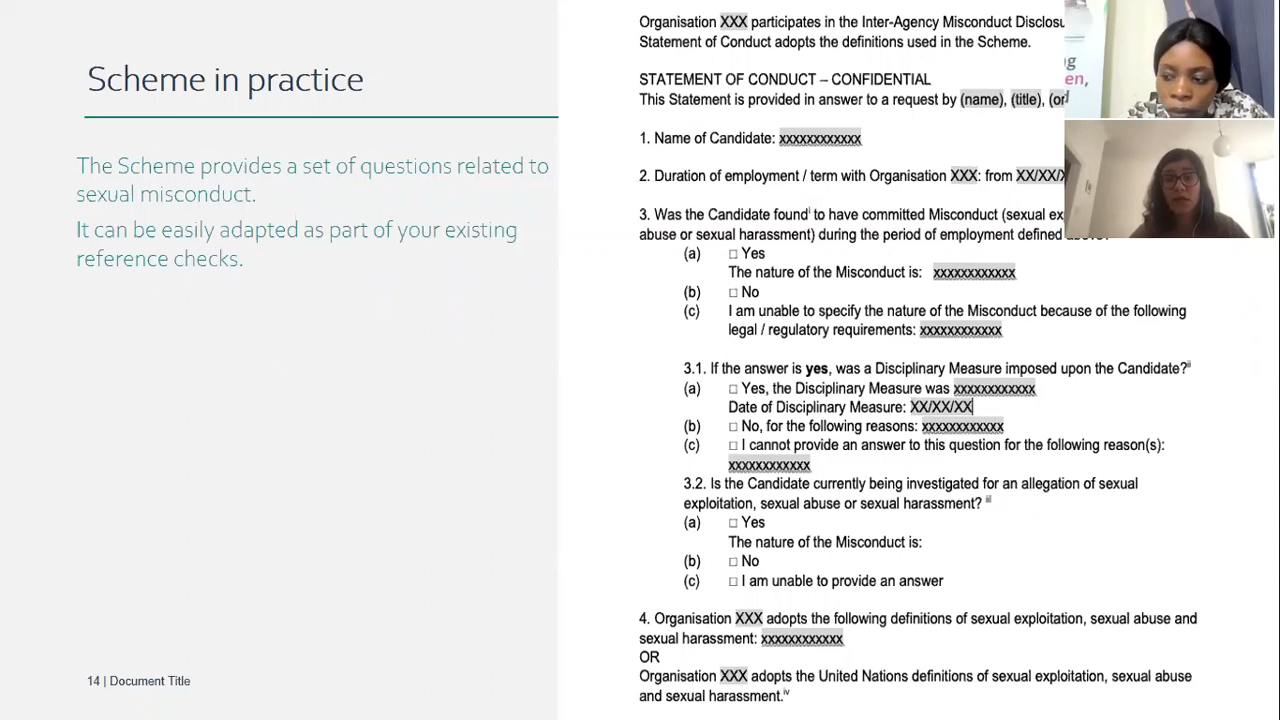 Scheme in practice
The Scheme provides a set of questions related to
sexual misconduct.
It can be easily adapted as part of your existing
reference checks.
14 | Document Title
Organisation XXX participates in the Inter-Agency Misconduct
Statement of Conduct adopts the definitions used in the Scheme.
STATEMENT OF CONDUCT – CONFIDENTIAL
This Statement is provided in answer to a request by (name), (title),
1. Name of Candidate: xxxxxxxxxxxx
2. Duration of employment / term with Organisation XXX: from XX/XX/
3. Was the Candidate found i to have committed Misconduct (sexual
abuse or sexual harassment) during the period of employment defined
(a) □ Yes
The nature of the Misconduct is: xxxxxxxxxxxx
(b) □ No
(c) I am unable to specify the nature of the Misconduct because of the following
legal / regulatory requirements: xxxxxxxxxxxx
3.1. If the answer is yes, was a Disciplinary Measure imposed upon the Candidate? ii
(a) □ Yes, the Disciplinary Measure was xxxxxxxxxxxx
Date of Disciplinary Measure: XX/XX/XX
(b) □ No, for the following reasons: xxxxxxxxxxxx
(c) □ I cannot provide an answer to this question for the following reason(s):
xxxxxxxxxxxx
3.2. Is the Candidate currently being investigated for an allegation of sexual
exploitation, sexual abuse or sexual harassment? iii
(a) □ Yes
The nature of the Misconduct is:
(b) □ No
(c) □ I am unable to provide an answer
4. Organisation XXX adopts the following definitions of sexual exploitation, sexual abuse and
sexual harassment: xxxxxxxxxxxx
OR
Organisation XXX adopts the United Nations definitions of sexual exploitation, sexual abuse
and sexual harassment. iv